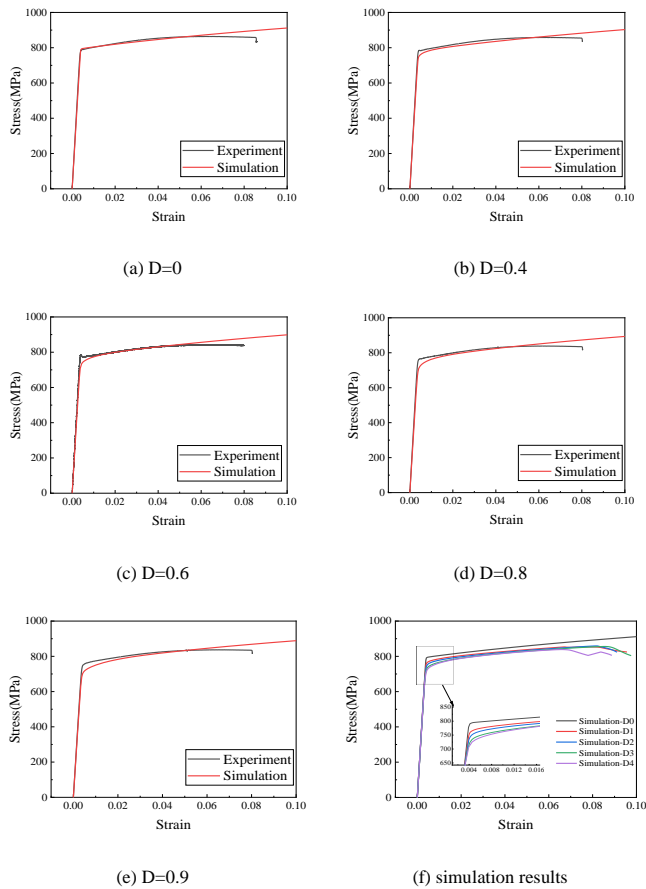 1000
800
600
400
200
0
Stress(MPa)
Experiment
Simulation
0.00 0.02 0.04 0.06 0.08 0.10
Strain
(a) D=0
1000
800
600
400
200
0
Stress(MPa)
Experiment
Simulation
0.00 0.02 0.04 0.06 0.08 0.10
Strain
(b) D=0.4
1000
800
600
400
200
0
Stress(MPa)
Experiment
Simulation
0.00 0.02 0.04 0.06 0.08 0.10
Strain
(c) D=0.6
1000
800
600
400
200
0
Stress(MPa)
Experiment
Simulation
0.00 0.02 0.04 0.06 0.08 0.10
Strain
(d) D=0.8
1000
800
600
400
200
0
Stress(MPa)
Experiment
Simulation
0.00 0.02 0.04 0.06 0.08 0.10
Strain
(e) D=0.9
1000
800
600
400
200
0
Stress(MPa)
850
800
750
700
650
0.004 0.008 0.012 0.016
Simulation-D0
Simulation-D1
Simulation-D2
Simulation-D3
Simulation-D4
0.00 0.02 0.04 0.06 0.08 0.10
Strain
(f) simulation results